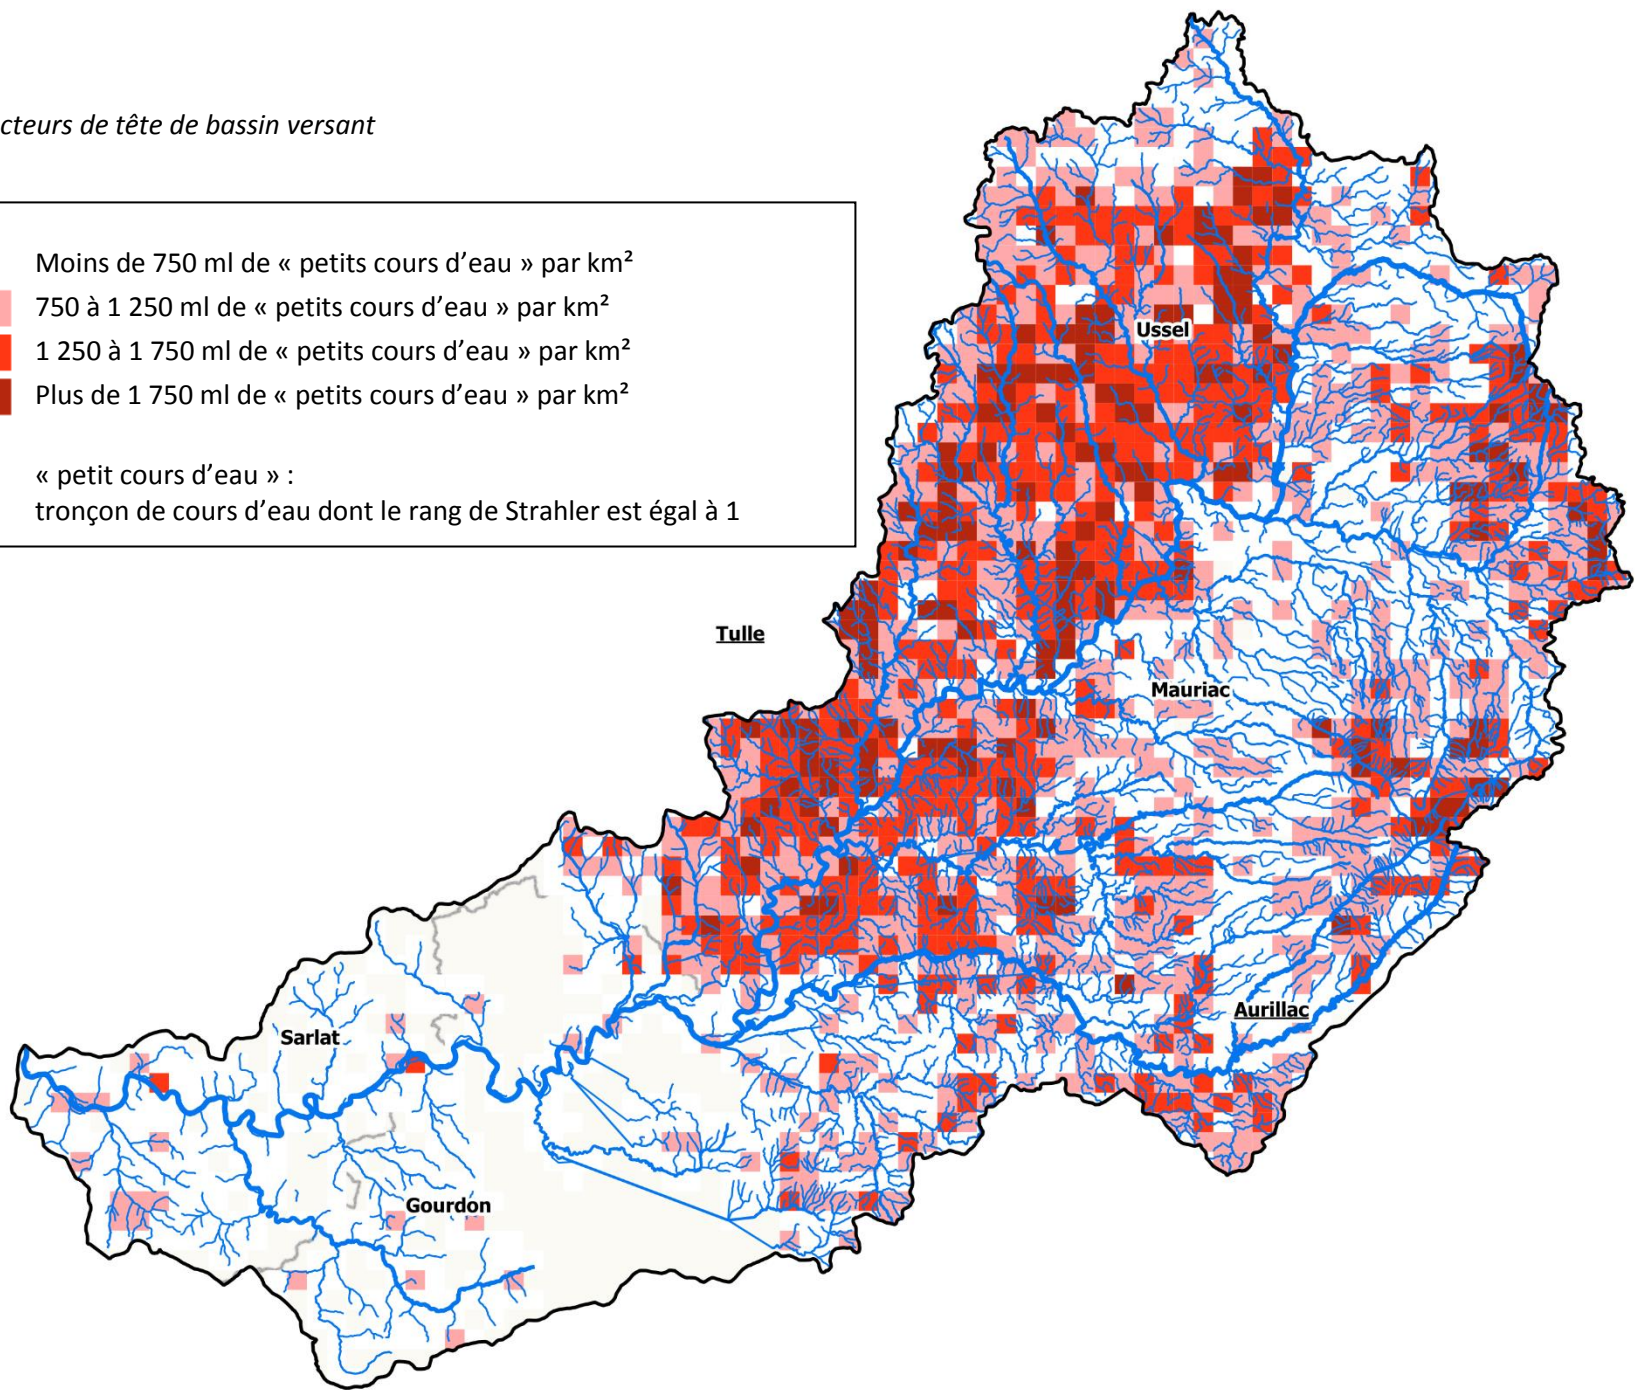 cteurs de tête de bassin versant
Moins de 750 ml de « petits cours d’eau » par km²
750 à 1 250 ml de « petits cours d’eau » par km²
1 250 à 1 750 ml de « petits cours d’eau » par km²
Plus de 1 750 ml de « petits cours d’eau » par km²
« petit cours d’eau » :
tronçon de cours d’eau dont le rang de Strahler est égal à 1
Ussel
Tulle
Mauriac
Aurillac
Sarlat
Gourdon